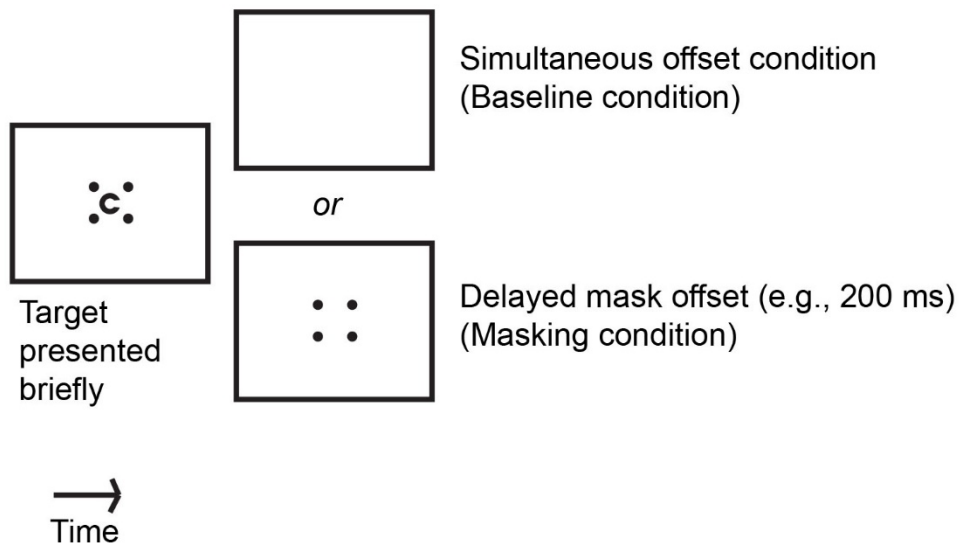 Simultaneous offset condition
(Baseline condition)
C
or
Target
presented
briefly
Delayed mask offset (e.g., 200 ms)
(Masking condition)
Time